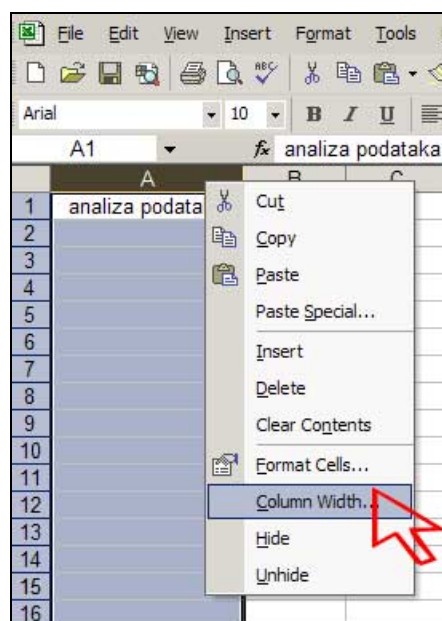 File Edit View Insert Format Tools
ABC
Arial 10 B I U
A1 fx analiza podataka
A B C
1 analiza podata
2
3
4
5
6
7
8
9
10
11
12
13
14
15
16
Cut
Copy
Paste
Paste Special...
Insert
Delete
Clear Contents
Format Cells...
Column Width...
Hide
Unhide